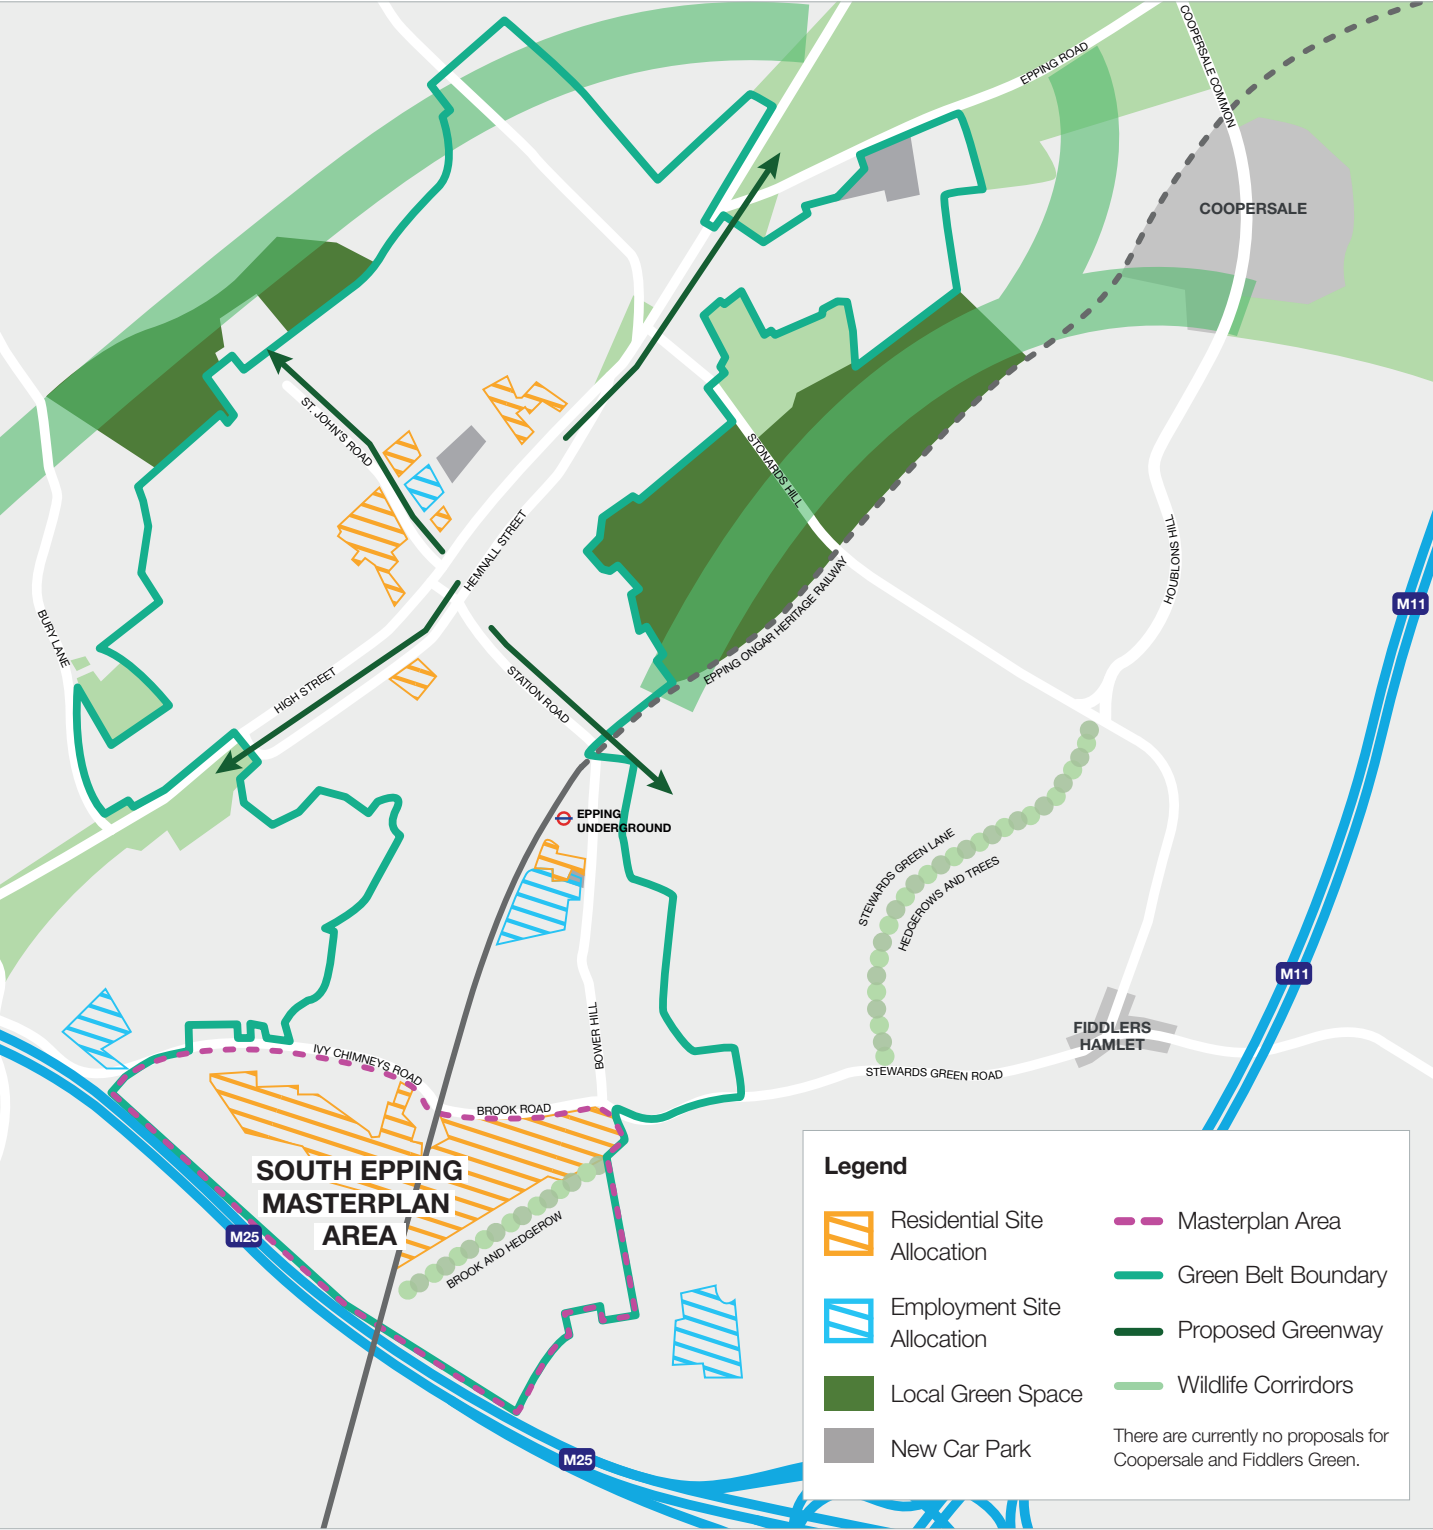 COOPERSALE COMMON
EPPING ROAD
COOPERSALE
ST. JOHN'S ROAD
STONARDS HILL
HEMNALL STREET
HOUBLONS HILL
EPPING ONGAR HERITAGE RAILWAY
M11
BURY LANE
HIGH STREET
STATION ROAD
EPPING
UNDERGROUND
STEWARDS GREEN LANE
HEDGEROWS AND TREES
M11
BOWER HILL
FIDDLERS
HAMLET
IVY CHIMNEYS ROAD
STEWARDS GREEN ROAD
BROOK ROAD
SOUTH EPPING
MASTERPLAN
AREA
M25
BROOK AND HEDGEROW
M25
Legend
Residential Site
Allocation
Employment Site
Allocation
Local Green Space
New Car Park
Masterplan Area
Green Belt Boundary
Proposed Greenway
Wildlife Corrirdors
There are currently no proposals for
Coopersale and Fiddlers Green.